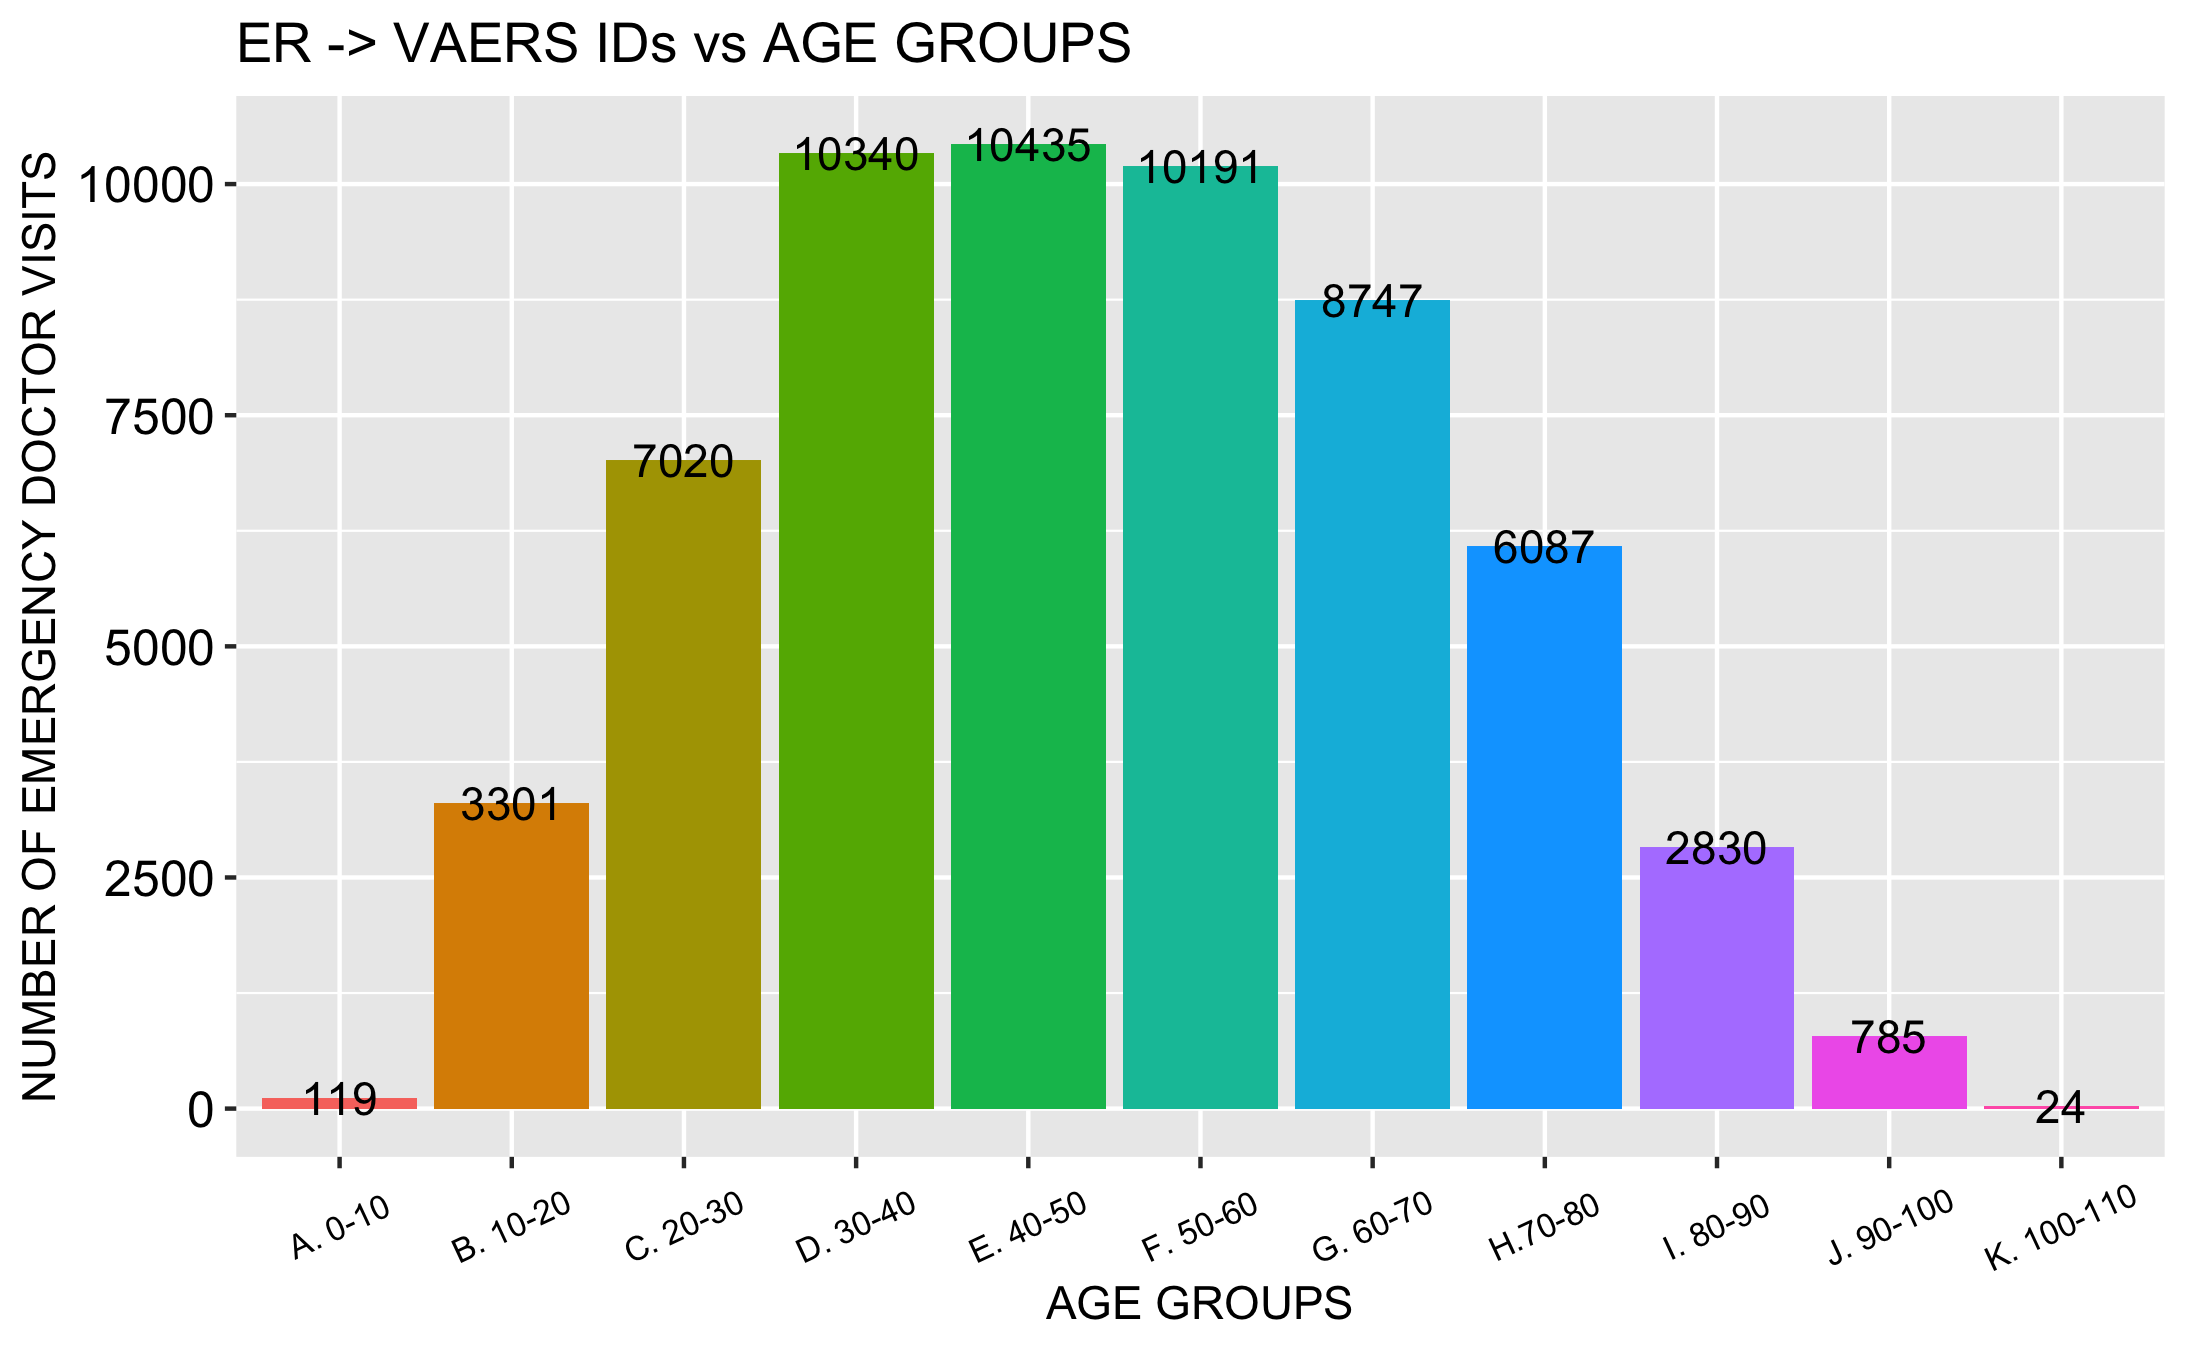 ER -> VAERS IDs vs AGE GROUPS
NUMBER OF EMERGENCY DOCTOR VISITS
10000
7500
5000
2500
0
119
3301
7020
10340
10435
10191
8747
6087
2830
785
24
A. 0-10
B. 10-20
C. 20-30
D. 30-40
E. 40-50
F. 50-60
G. 60-70
H.70-80
I. 80-90
J. 90-100
K. 100-110
AGE GROUPS